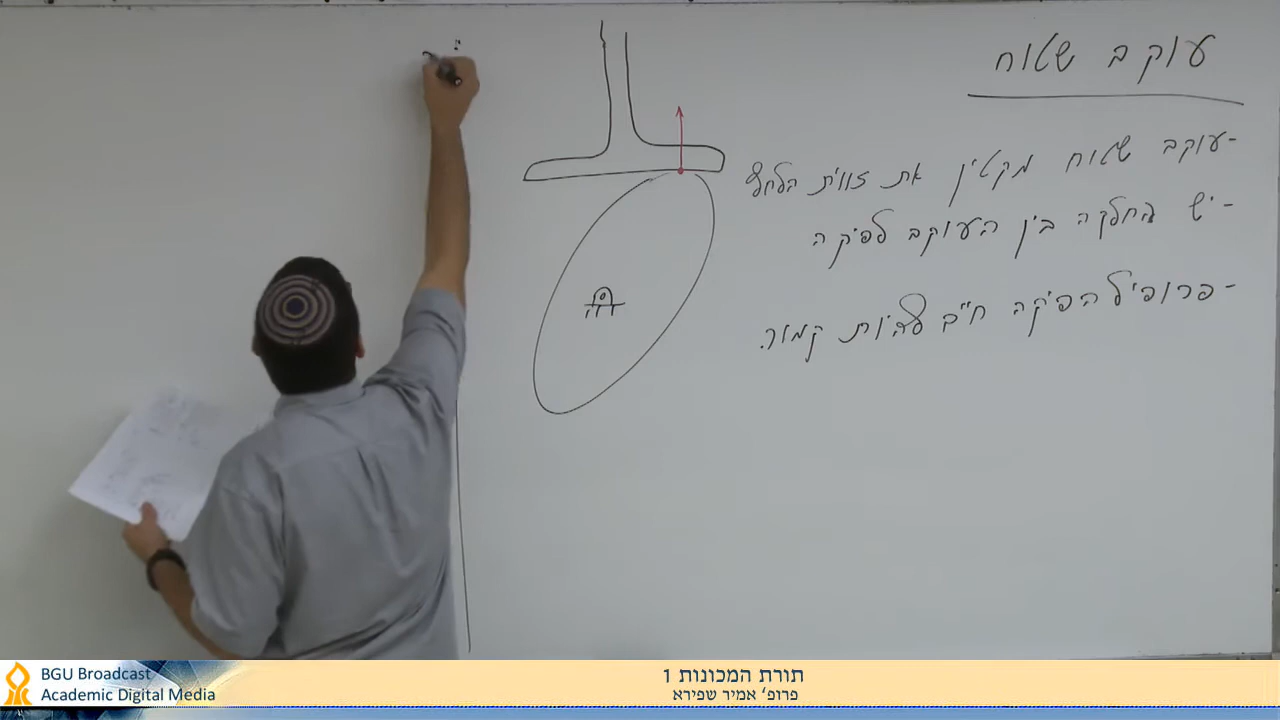 עוקב שטוח
-עוקב שטוח מקטין את זווית הלחץ
-יש החלקה בין העוקב לפיקה
-פרופיל הפיקה חייב להיות קמור.
BGU Broadcast
Academic Digital Media
תורת המכונות 1
פרופ' אמיר שפירא